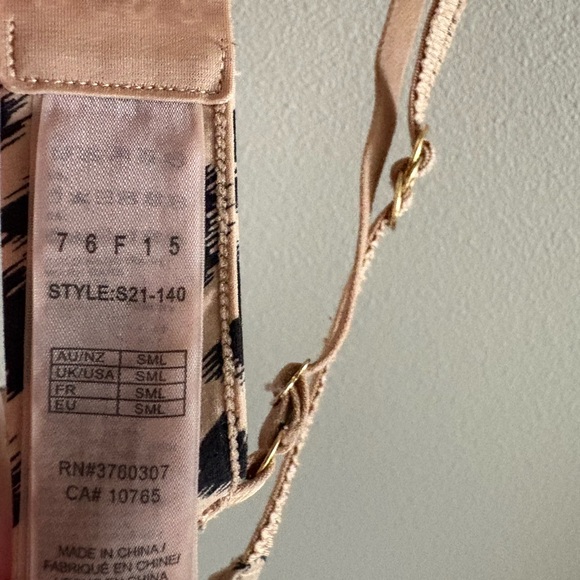 7 6 F 1 5
STYLE:S21-140
AU/NZ SML
UK/USA SML
FR SML
EU SML
RN#3760307
CA# 10765
MADE IN CHINA/
FABRIQUÉ EN CHINE/